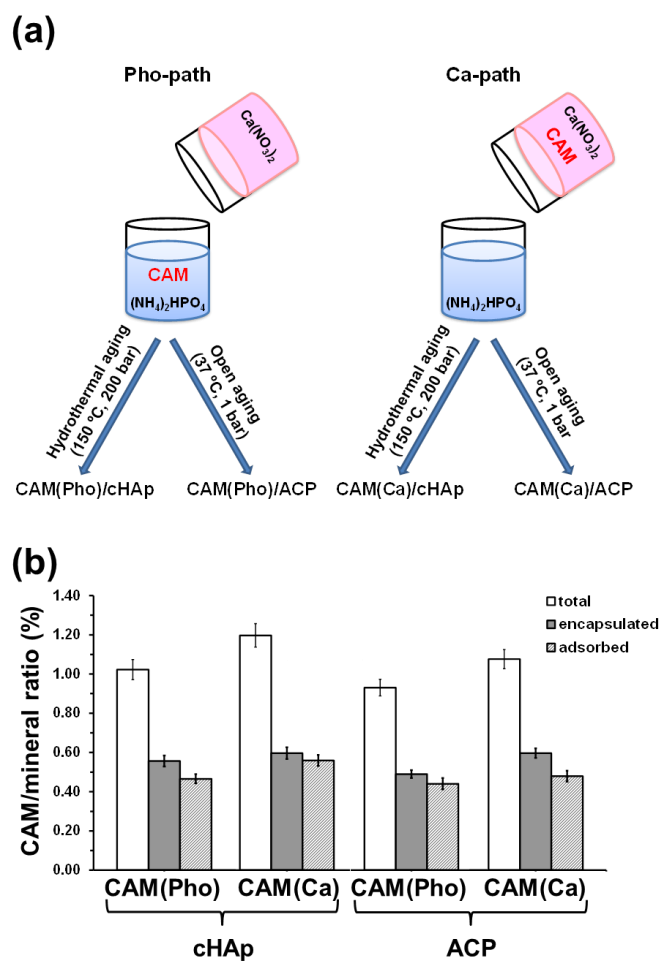 (a)
Pho-path
Ca-path
Ca(NO₃)₂
Ca(NO₃)₂
CAM
CAM
(NH₄)₂HPO₄
(NH₄)₂HPO₄
Hydrothermal aging
(150 °C, 200 bar)
Open aging
(37 °C, 1 bar)
Hydrothermal aging
(150 °C, 200 bar)
Open aging
(37 °C, 1 bar
CAM(Pho)/cHAp
CAM(Pho)/ACP
CAM(Ca)/cHAp
CAM(Ca)/ACP
(b)
CAM/mineral ratio (%)
1.40
1.20
1.00
0.80
0.60
0.40
0.20
0.00
total
encapsulated
adsorbed
CAM(Pho)
CAM(Ca)
CAM(Pho)
CAM(Ca)
cHAp
ACP